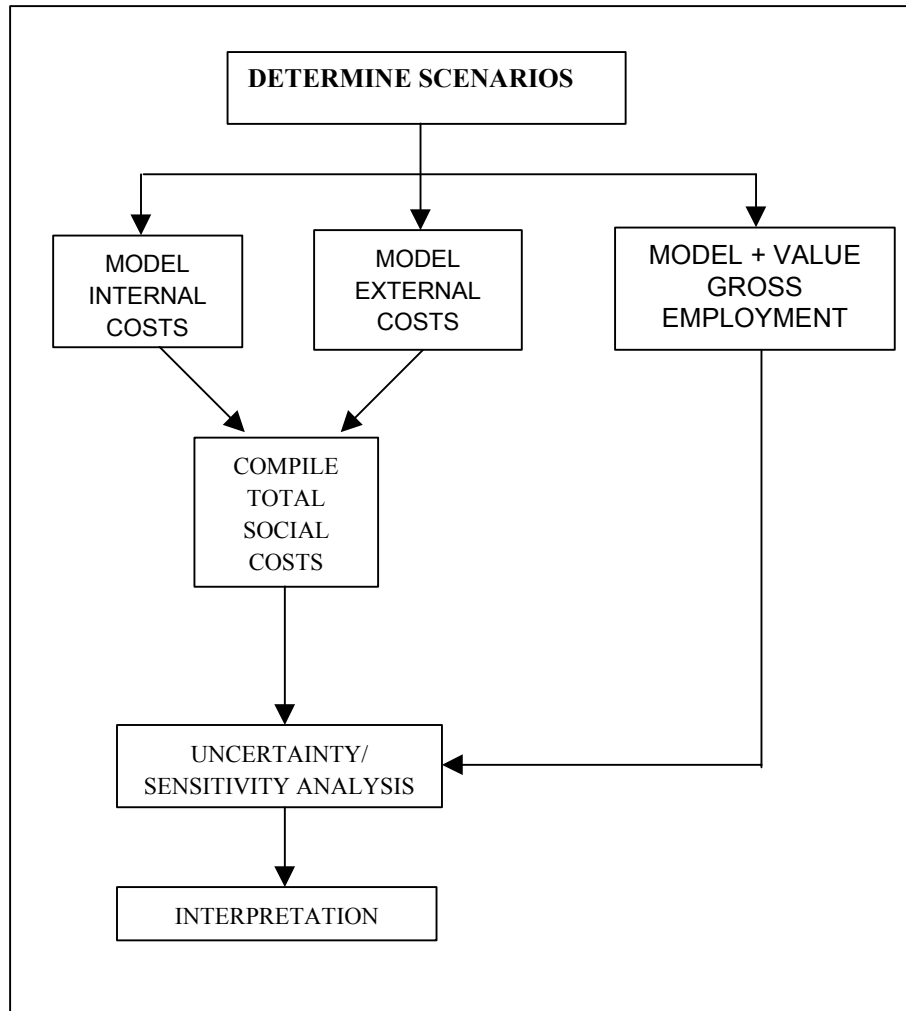 DETERMINE SCENARIOS
MODEL
INTERNAL
COSTS
MODEL
EXTERNAL
COSTS
MODEL + VALUE
GROSS
EMPLOYMENT
COMPILE
TOTAL
SOCIAL
COSTS
UNCERTAINTY/
SENSITIVITY ANALYSIS
INTERPRETATION